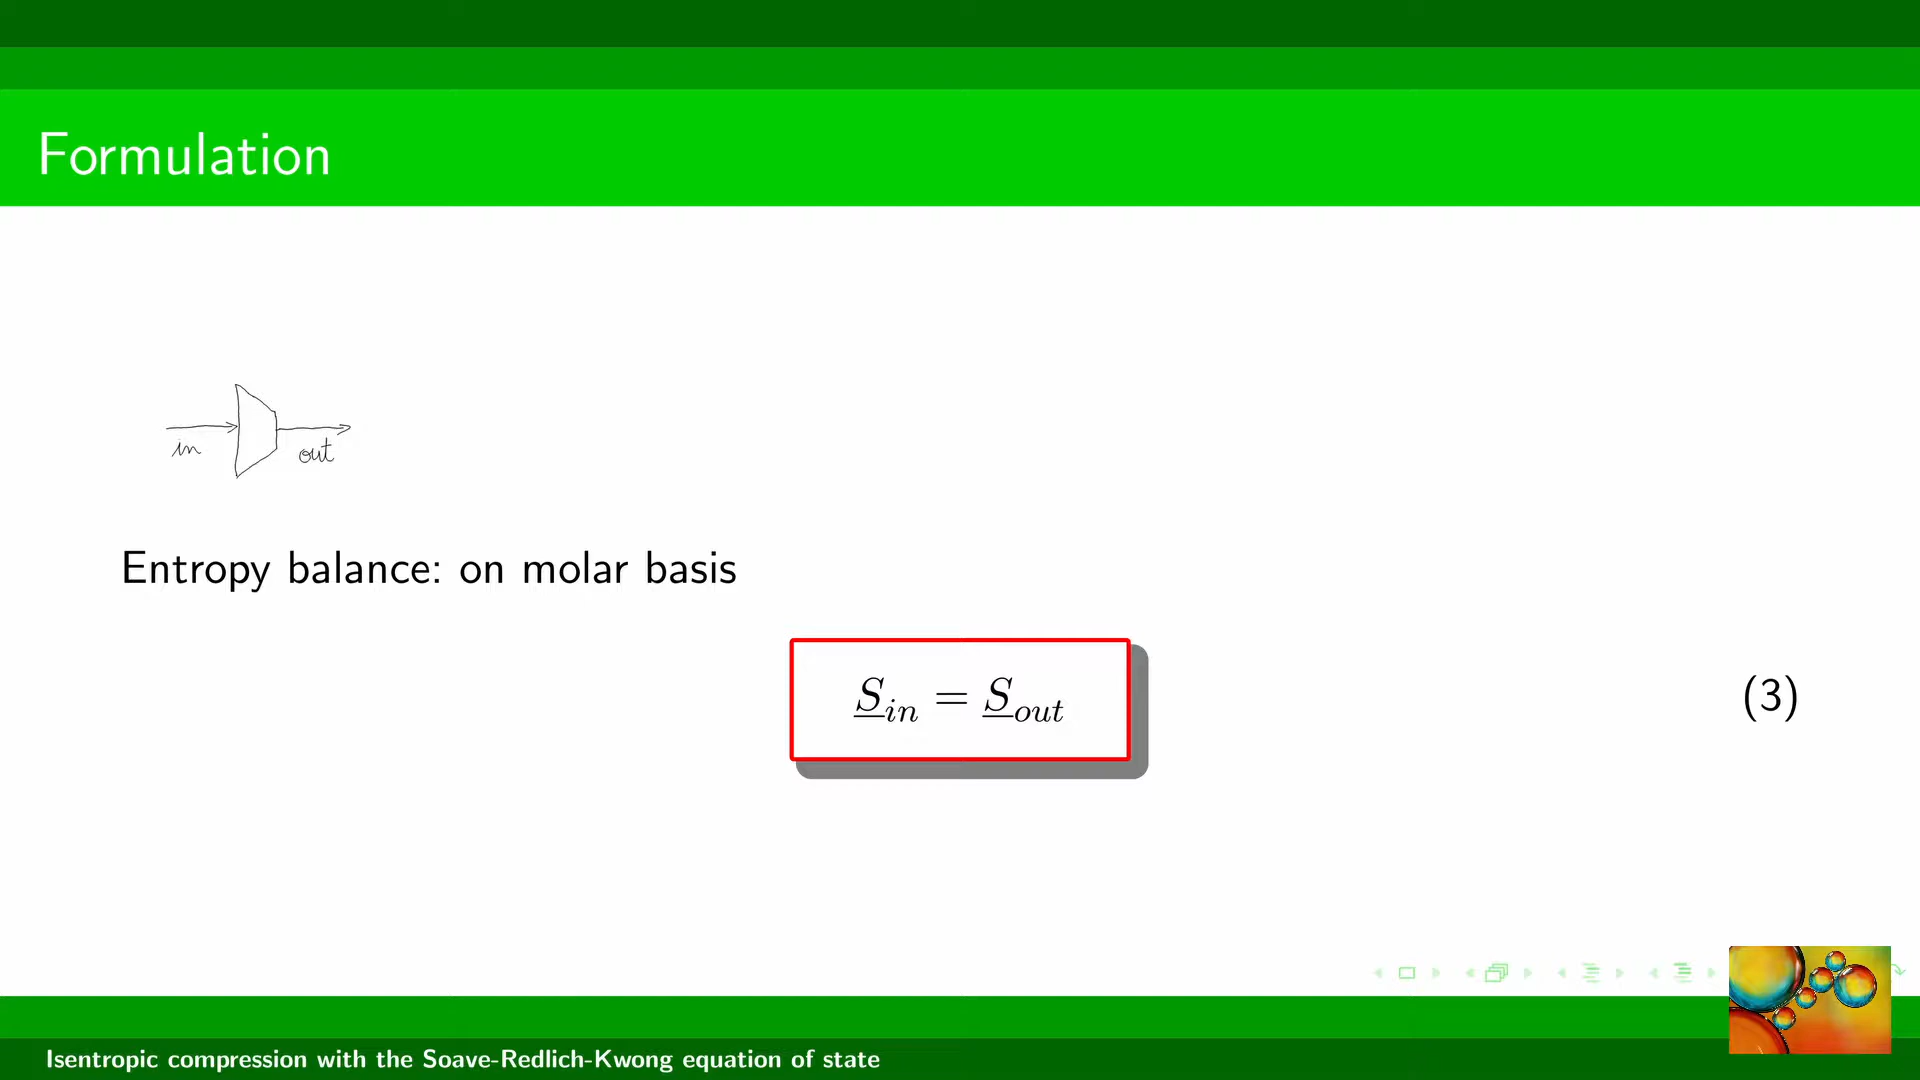 Formulation
in
out
Entropy balance: on molar basis
S_in = S_out
(3)
Isentropic compression with the Soave-Redlich-Kwong equation of state